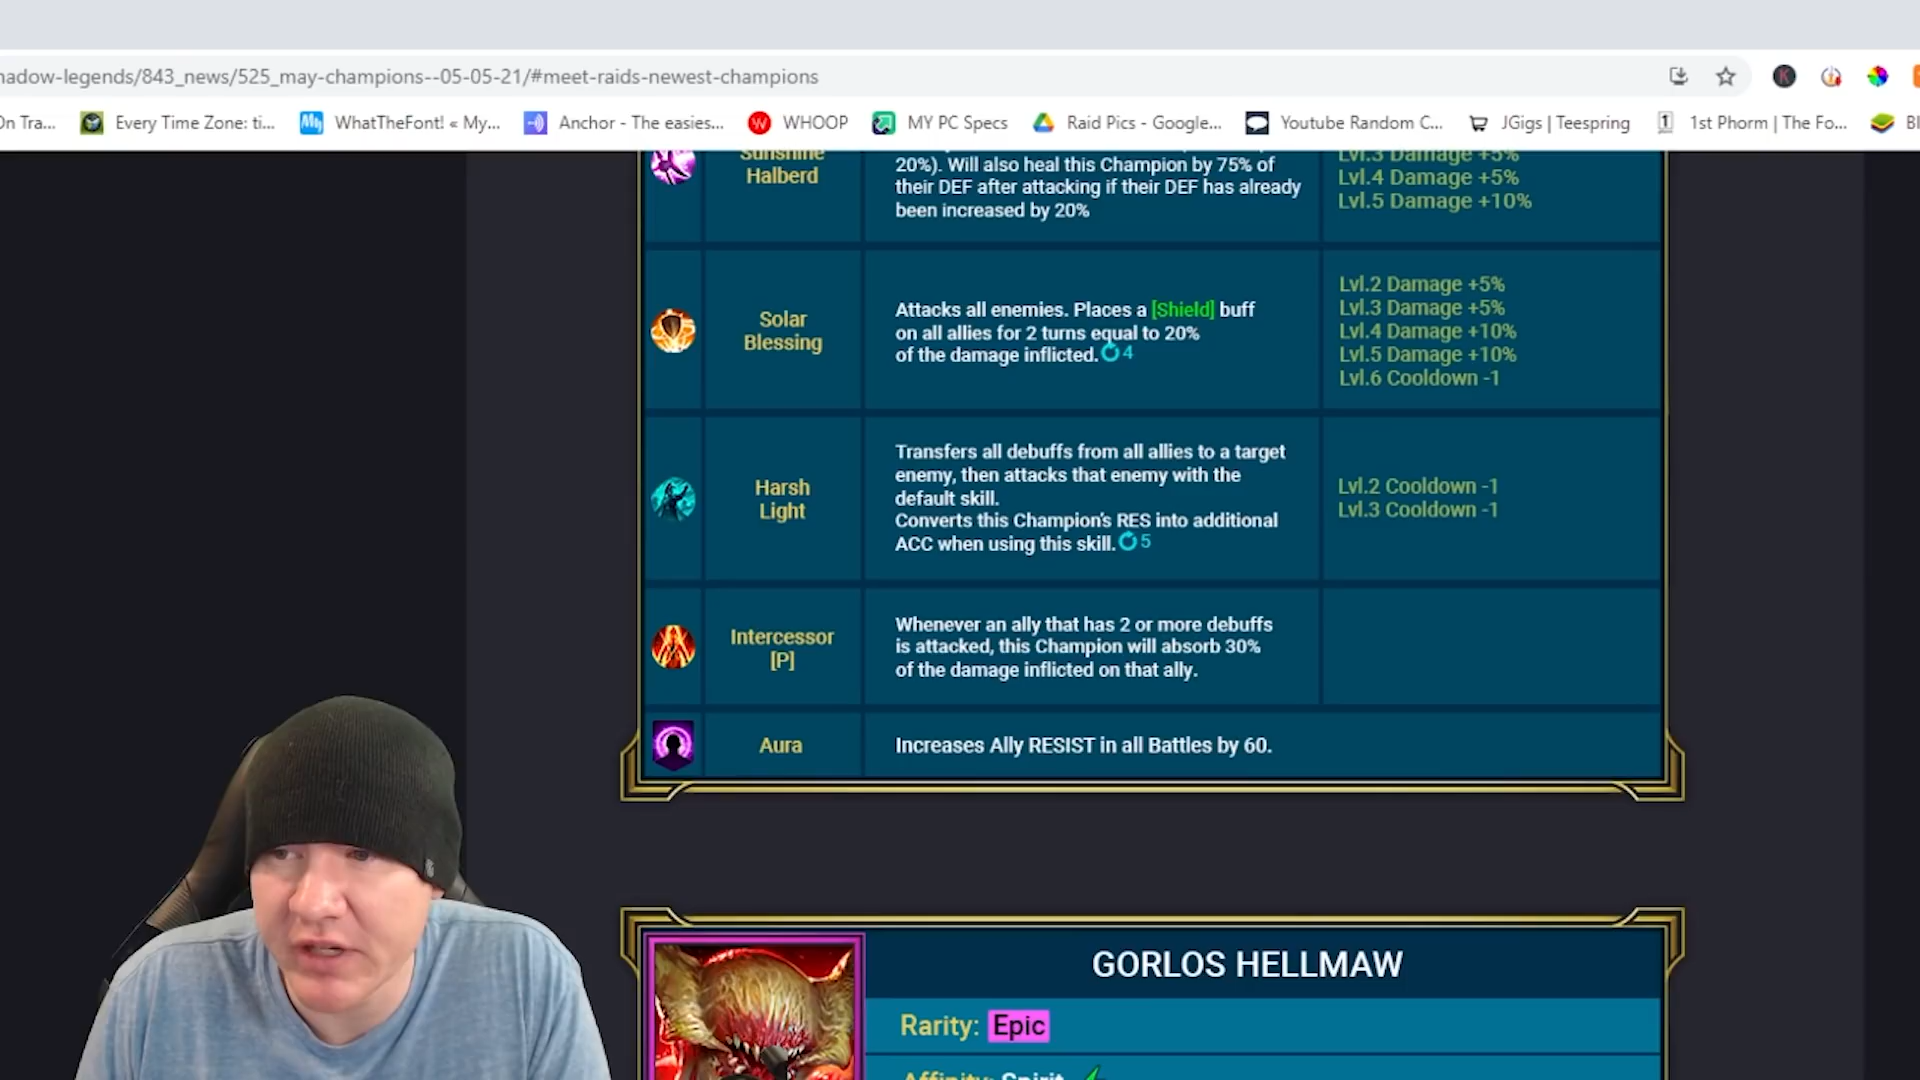 hadow-legends/843_news/525_may-champions--05-05-21/#meet-raids-newest-champions
K
On Tra...
Every Time Zone: ti...
WhatTheFont! « My...
Anchor - The easies...
WHOOP
MY PC Specs
Raid Pics - Google...
Youtube Random C...
JGigs | Teespring
1st Phorm | The Fo...
Bl
Sunshine
Halberd
20%). Will also heal this Champion by 75% of
their DEF after attacking if their DEF has already
been increased by 20%
Lvl.3 Damage +5%
Lvl.4 Damage +5%
Lvl.5 Damage +10%
Solar
Blessing
Attacks all enemies. Places a [Shield] buff
on all allies for 2 turns equal to 20%
of the damage inflicted. 4
Lvl.2 Damage +5%
Lvl.3 Damage +5%
Lvl.4 Damage +10%
Lvl.5 Damage +10%
Lvl.6 Cooldown -1
Harsh
Light
Transfers all debuffs from all allies to a target
enemy, then attacks that enemy with the
default skill.
Converts this Champion's RES into additional
ACC when using this skill. 5
Lvl.2 Cooldown -1
Lvl.3 Cooldown -1
Intercessor
[P]
Whenever an ally that has 2 or more debuffs
is attacked, this Champion will absorb 30%
of the damage inflicted on that ally.
Aura
Increases Ally RESIST in all Battles by 60.
GORLOS HELLMAW
Rarity: Epic
Affinity: Spirit